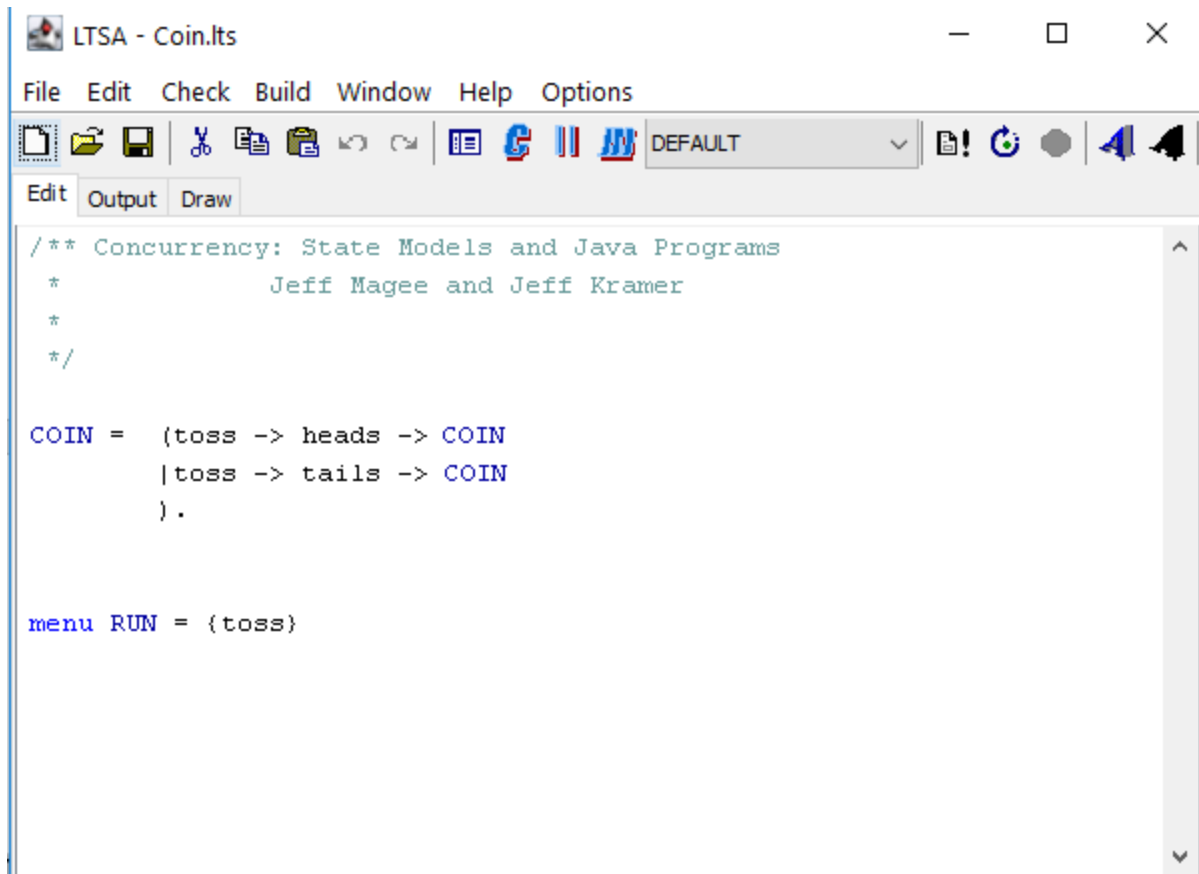 LTSA - Coin.lts
File Edit Check Build Window Help Options
DEFAULT
Edit Output Draw
/** Concurrency: State Models and Java Programs
 *              Jeff Magee and Jeff Kramer
 *
 */
COIN =  (toss -> heads -> COIN
        |toss -> tails -> COIN
        ).
menu RUN = {toss}